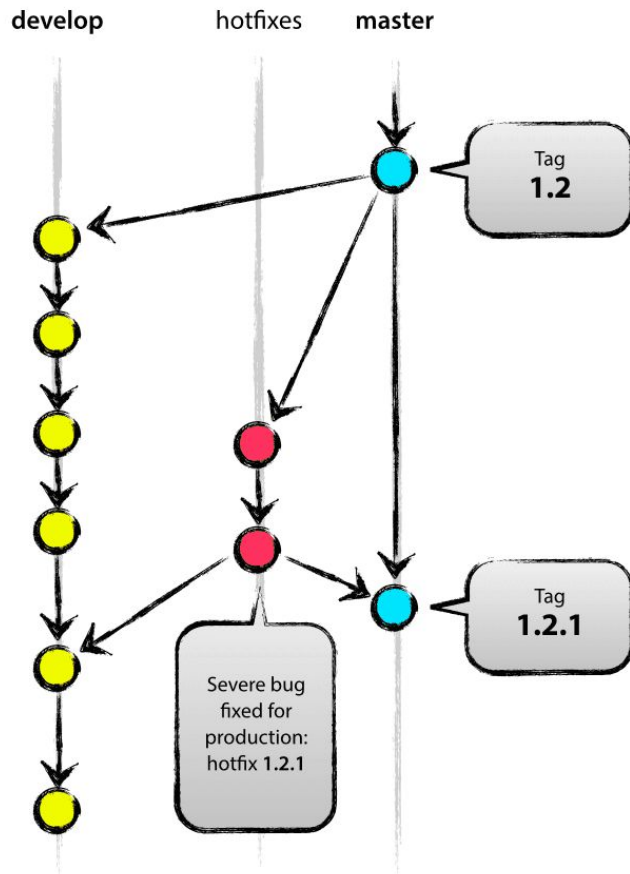 develop
hotfixes
master
Tag
1.2
Tag
1.2.1
Severe bug
fixed for
production:
hotfix 1.2.1